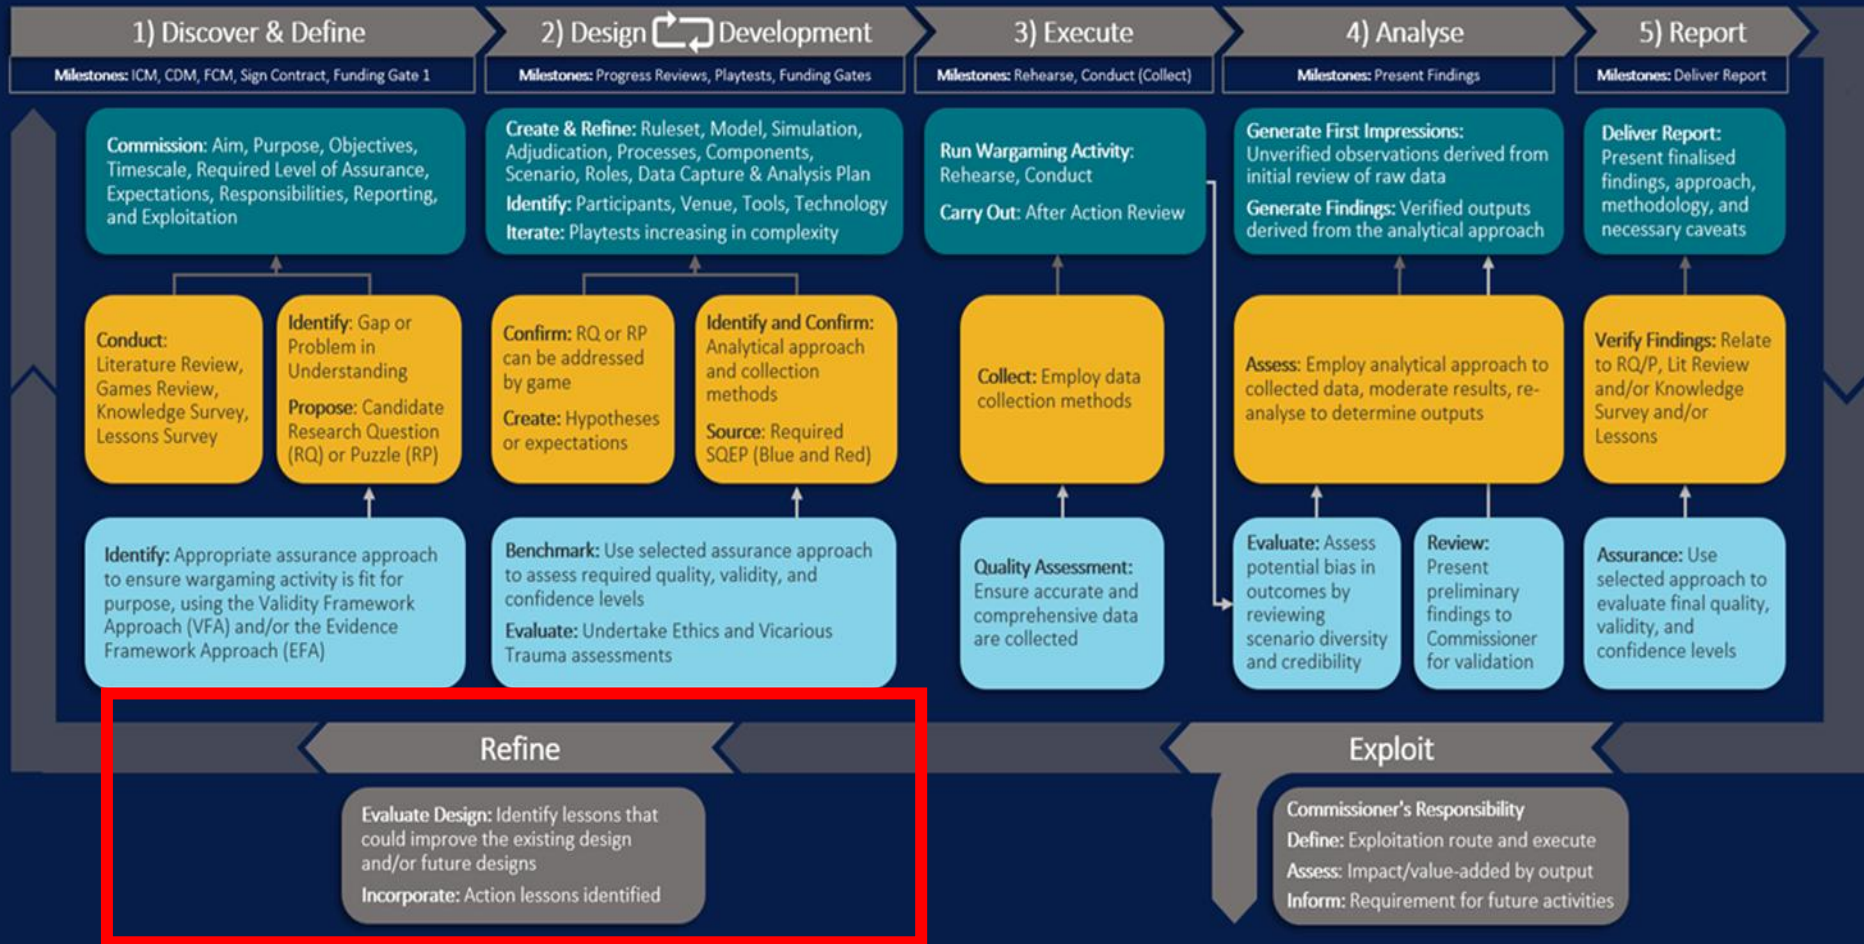 1) Discover & Define
2) Design Development
3) Execute
4) Analyse
5) Report
Milestones: ICM, CDM, FCM, Sign Contract, Funding Gate 1
Milestones: Progress Reviews, Playtests, Funding Gates
Milestones: Rehearse, Conduct (Collect)
Milestones: Present Findings
Milestones: Deliver Report
Commission: Aim, Purpose, Objectives,
Timescale, Required Level of Assurance,
Expectations, Responsibilities, Reporting,
and Exploitation
Create & Refine: Ruleset, Model, Simulation,
Adjudication, Processes, Components,
Scenario, Roles, Data Capture & Analysis Plan
Identify: Participants, Venue, Tools, Technology
Iterate: Playtests increasing in complexity
Run Wargaming Activity:
Rehearse, Conduct
Carry Out: After Action Review
Generate First Impressions:
Unverified observations derived from
initial review of raw data
Generate Findings: Verified outputs
derived from the analytical approach
Deliver Report:
Present finalised
findings, approach,
methodology, and
necessary caveats
Conduct:
Literature Review,
Games Review,
Knowledge Survey,
Lessons Survey
Identify: Gap or
Problem in
Understanding
Propose: Candidate
Research Question
(RQ) or Puzzle (RP)
Confirm: RQ or RP
can be addressed
by game
Create: Hypotheses
or expectations
Identify and Confirm:
Analytical approach
and collection
methods
Source: Required
SQEP (Blue and Red)
Collect: Employ data
collection methods
Assess: Employ analytical approach to
collected data, moderate results, re-
analyse to determine outputs
Verify Findings: Relate
to RQ/P, Lit Review
and/or Knowledge
Survey and/or
Lessons
Identify: Appropriate assurance approach
to ensure wargaming activity is fit for
purpose, using the Validity Framework
Approach (VFA) and/or the Evidence
Framework Approach (EFA)
Benchmark: Use selected assurance approach
to assess required quality, validity, and
confidence levels
Evaluate: Undertake Ethics and Vicarious
Trauma assessments
Quality Assessment:
Ensure accurate and
comprehensive data
are collected
Evaluate: Assess
potential bias in
outcomes by
reviewing
scenario diversity
and credibility
Review:
Present
preliminary
findings to
Commissioner
for validation
Assurance: Use
selected approach to
evaluate final quality,
validity, and
confidence levels
Refine
Exploit
Evaluate Design: Identify lessons that
could improve the existing design
and/or future designs
Incorporate: Action lessons identified
Commissioner's Responsibility
Define: Exploitation route and execute
Assess: Impact/value-added by output
Inform: Requirement for future activities